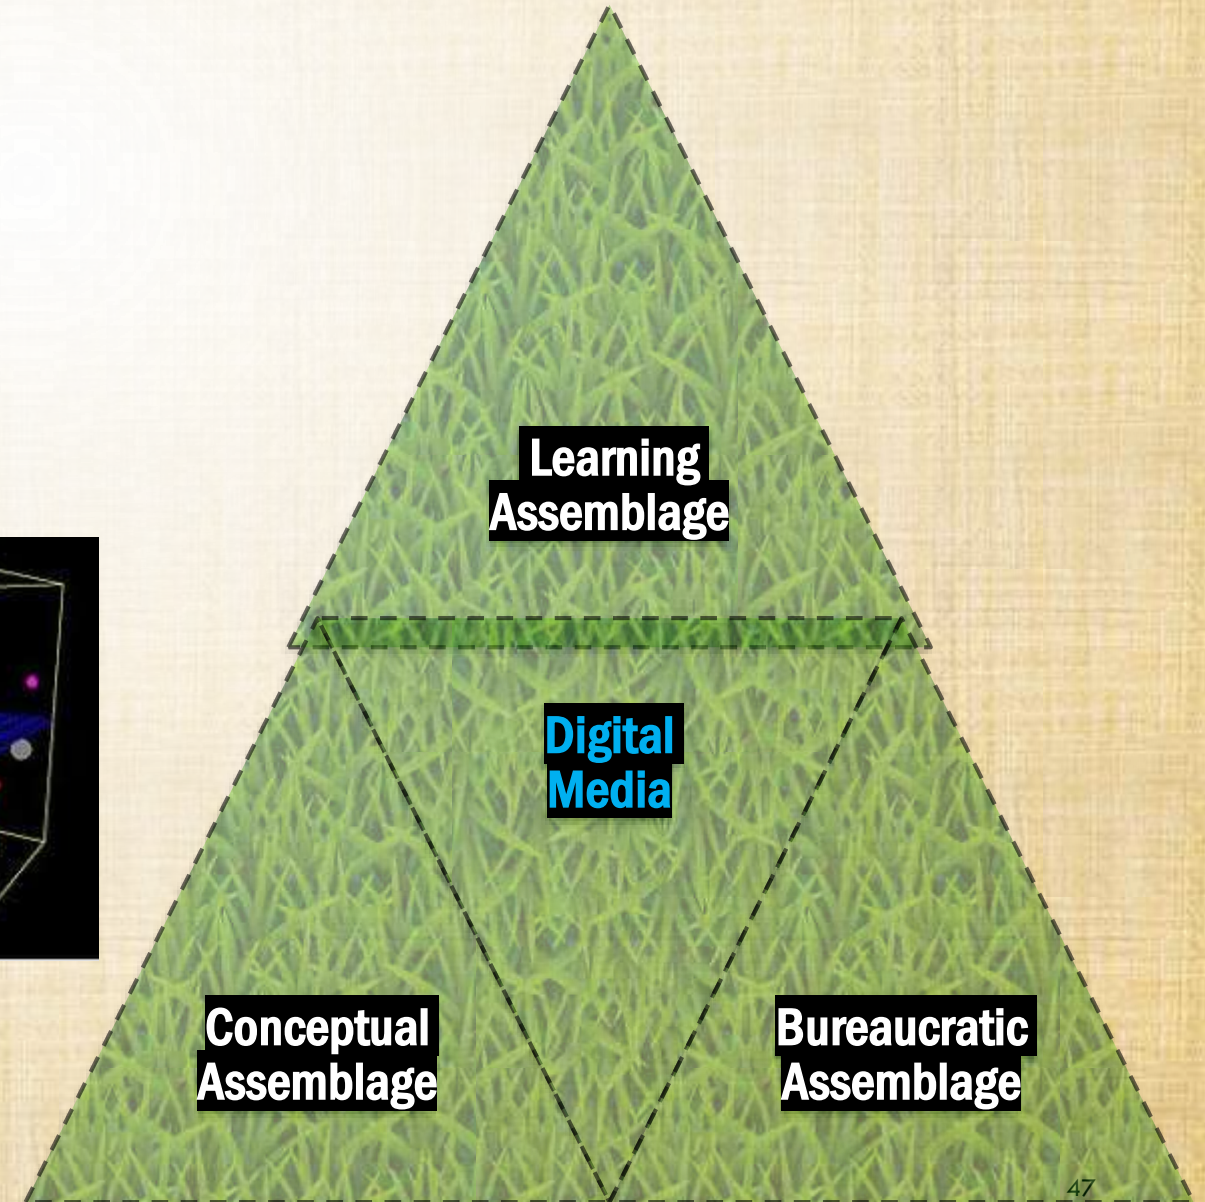 Learning
Assemblage
Digital
Media
Conceptual
Assemblage
Bureaucratic
Assemblage
47